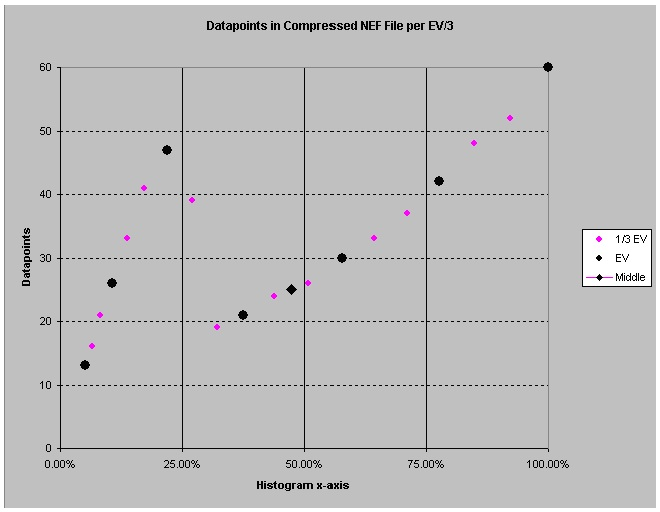 Datapoints in Compressed NEF File per EV/3
60
50
40
30
20
10
0
Datapoints
0.00%
25.00%
50.00%
75.00%
100.00%
Histogram x-axis
1/3 EV
EV
Middle